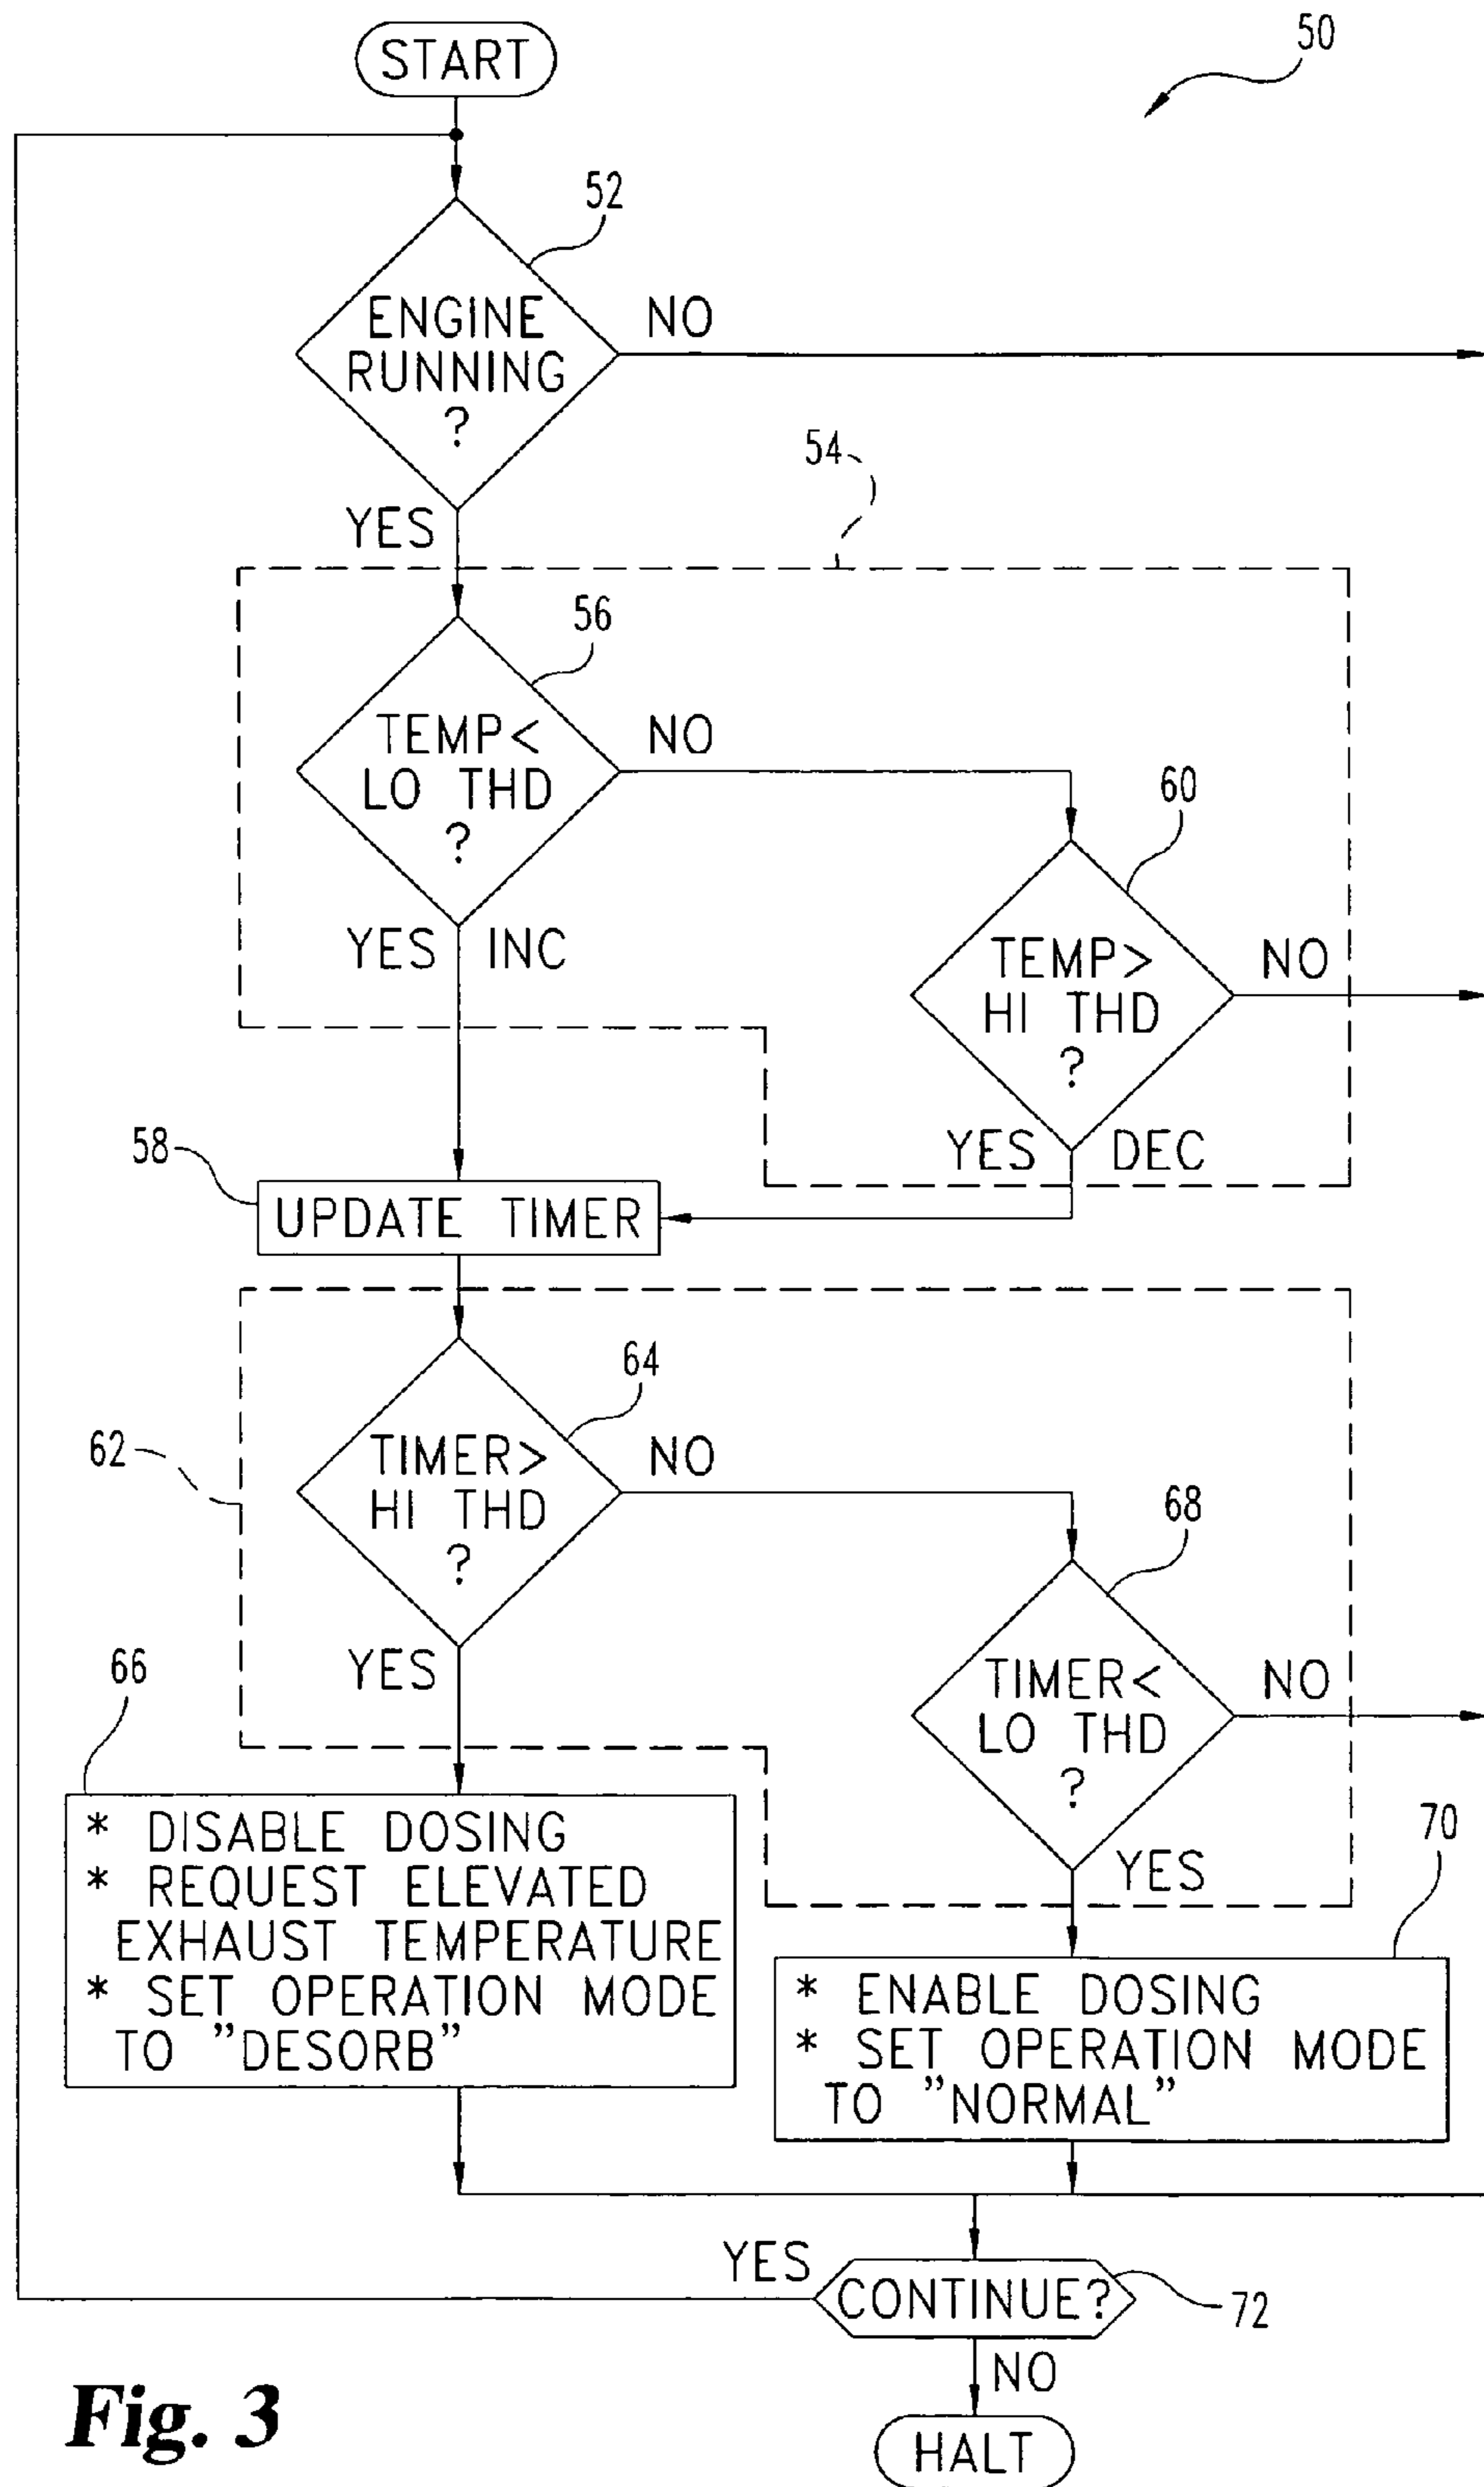 START
50
52
ENGINE
RUNNING
?
NO
YES
54
56
TEMP<
LO THD
?
NO
60
YES INC
TEMP>
HI THD
?
NO
YES DEC
58
UPDATE TIMER
62
64
TIMER>
HI THD
?
NO
68
YES
TIMER<
LO THD
?
NO
YES
66
* DISABLE DOSING
* REQUEST ELEVATED
EXHAUST TEMPERATURE
* SET OPERATION MODE
TO "DESORB"
70
* ENABLE DOSING
* SET OPERATION MODE
TO "NORMAL"
YES
CONTINUE?
72
NO
HALT
Fig. 3